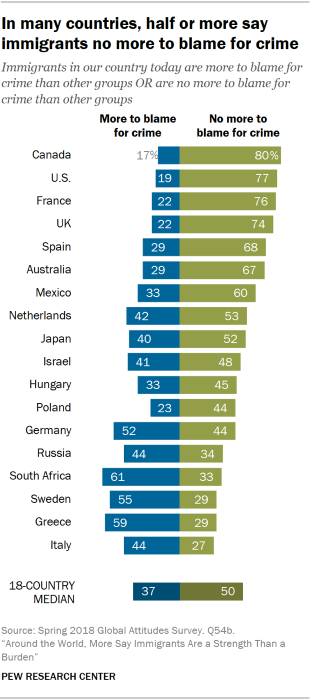 In many countries, half or more say
immigrants no more to blame for crime
Immigrants in our country today are more to blame for
crime than other groups OR are no more to blame for
crime than other groups
More to blame for crime No more to blame for crime
Canada 17% 80%
U.S. 19 77
France 22 76
UK 22 74
Spain 29 68
Australia 29 67
Mexico 33 60
Netherlands 42 53
Japan 40 52
Israel 41 48
Hungary 33 45
Poland 23 44
Germany 52 44
Russia 44 34
South Africa 61 33
Sweden 55 29
Greece 59 29
Italy 44 27
18-COUNTRY
MEDIAN 37 50
Source: Spring 2018 Global Attitudes Survey. Q54b.
“Around the World, More Say Immigrants Are a Strength Than a
Burden”
PEW RESEARCH CENTER